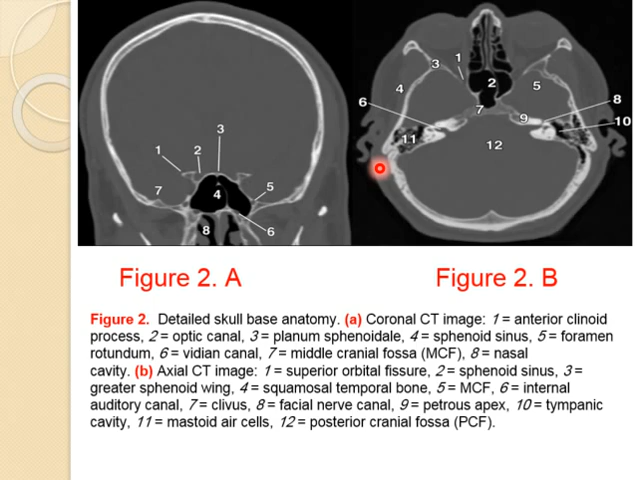 3
1
2
1
3
2
4
5
8
7
6
10
9
11
12
1
2
3
7
4
5
8
6
Figure 2. A
Figure 2. B
Figure 2. Detailed skull base anatomy. (a) Coronal CT image: 1 = anterior clinoid
process, 2 = optic canal, 3 = planum sphenoidale, 4 = sphenoid sinus, 5 = foramen
rotundum, 6 = vidian canal, 7 = middle cranial fossa (MCF), 8 = nasal
cavity. (b) Axial CT image: 1 = superior orbital fissure, 2 = sphenoid sinus, 3 =
greater sphenoid wing, 4 = squamosal temporal bone, 5 = MCF, 6 = internal
auditory canal, 7 = clivus, 8 = facial nerve canal, 9 = petrous apex, 10 = tympanic
cavity, 11 = mastoid air cells, 12 = posterior cranial fossa (PCF).